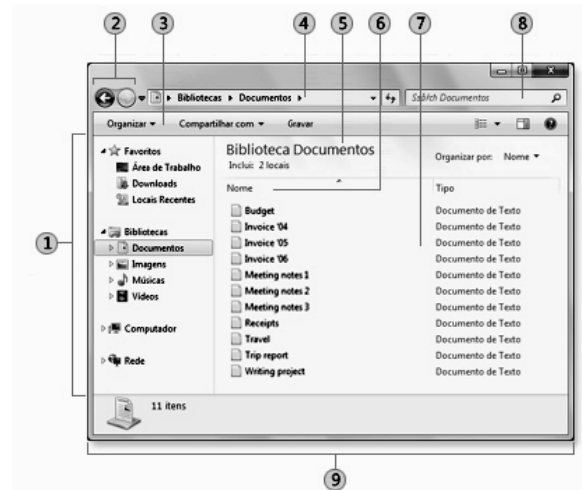 2 3 4 5 6 7 8
Bibliotecas Documentos
Organizar Compartilhar com Gravar
Favoritos
Área de Trabalho
Downloads
Locais Recentes
Bibliotecas
Documentos
Imagens
Músicas
Vídeos
Computador
Rede
1
Biblioteca Documentos
Inclui: 2 locais
Organizar por: Nome
Nome Tipo
Budget Documento de Texto
Invoice '04 Documento de Texto
Invoice '05 Documento de Texto
Invoice '06 Documento de Texto
Meeting notes 1 Documento de Texto
Meeting notes 2 Documento de Texto
Meeting notes 3 Documento de Texto
Receipts Documento de Texto
Travel Documento de Texto
Trip report Documento de Texto
Writing project Documento de Texto
11 itens
9